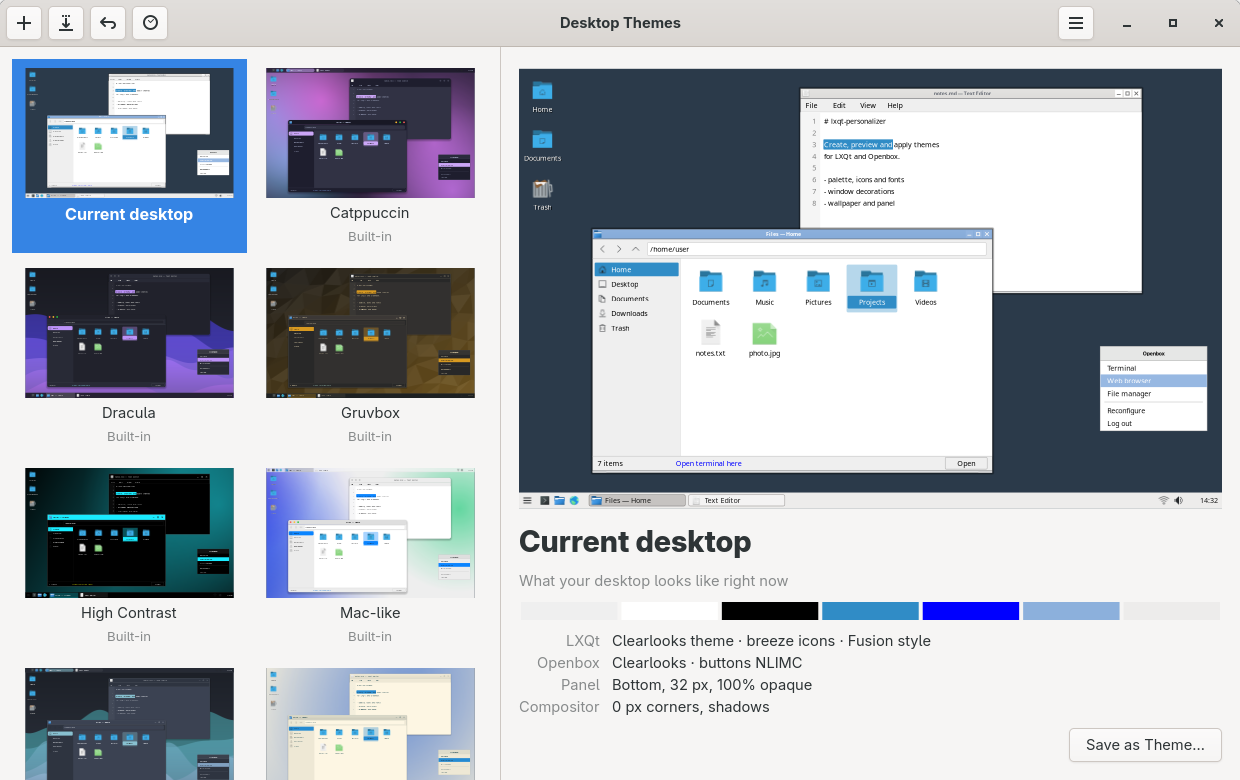 Desktop Themes
Current desktop
Catppuccin
Built-in
Dracula
Built-in
Gruvbox
Built-in
High Contrast
Built-in
Mac-like
Built-in
Home
Documents
Trash
notes.md — Text Editor
File Edit View Help
1 # lxqt-personalizer
2
3 Create, preview and apply themes
4 for LXQt and Openbox.
5
6 - palette, icons and fonts
7 - window decorations
8 - wallpaper and panel
Files — Home
/home/user
Home
Desktop
Documents
Downloads
Trash
Documents Music Pictures Projects Videos
notes.txt photo.jpg
7 items Open terminal here Open
Openbox
Terminal
Web browser
File manager
Reconfigure
Log out
Files — Home Text Editor 14:32
Current desktop
What your desktop looks like right now
LXQt Clearlooks theme · breeze icons · Fusion style
Openbox Clearlooks · buttons NLIMC
Panel Bottom, 32 px, 100% opaque
Compositor 0 px corners, shadows
Save as Theme...